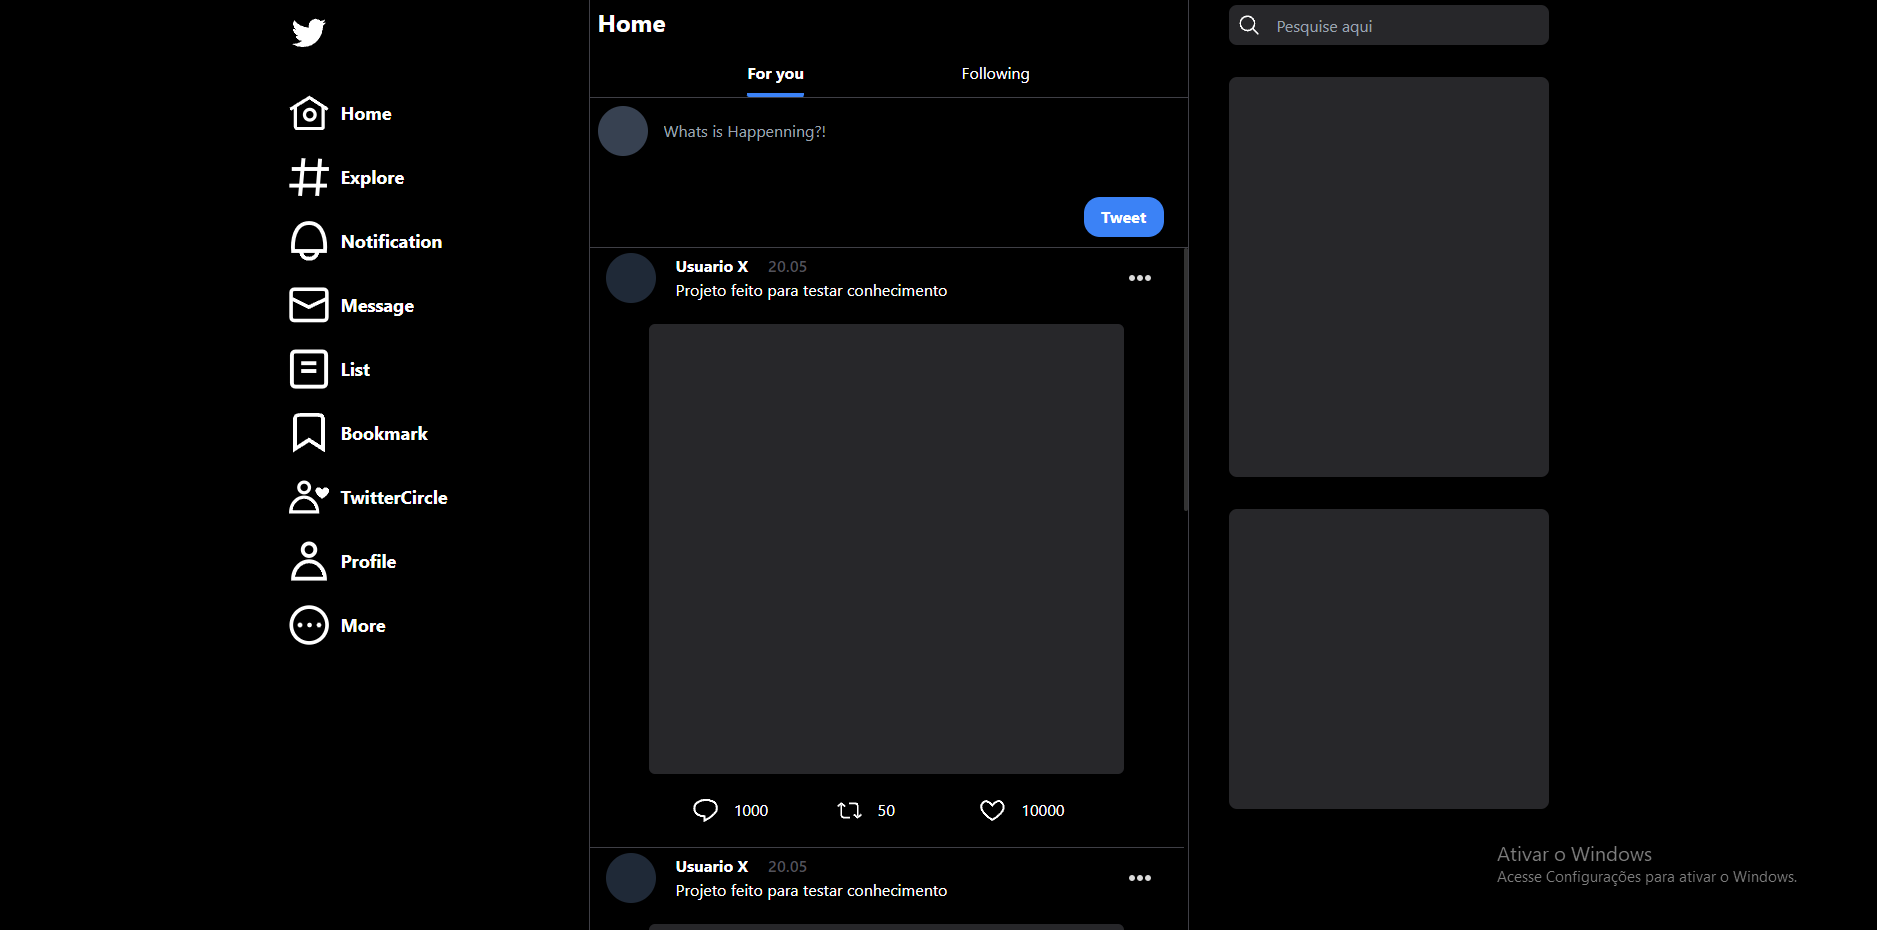 Home
Explore
Notification
Message
List
Bookmark
TwitterCircle
Profile
More
Home
For you
Following
Whats is Happenning?!
Tweet
Usuario X 20.05
Projeto feito para testar conhecimento
1000 50 10000
Usuario X 20.05
Projeto feito para testar conhecimento
Pesquise aqui
Ativar o Windows
Acesse Configurações para ativar o Windows.